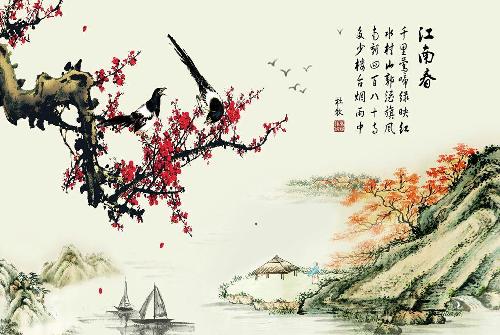 江南春
千里莺啼绿映红
水村山郭酒旗风
南朝四百八十寺
多少楼台烟雨中
杜牧